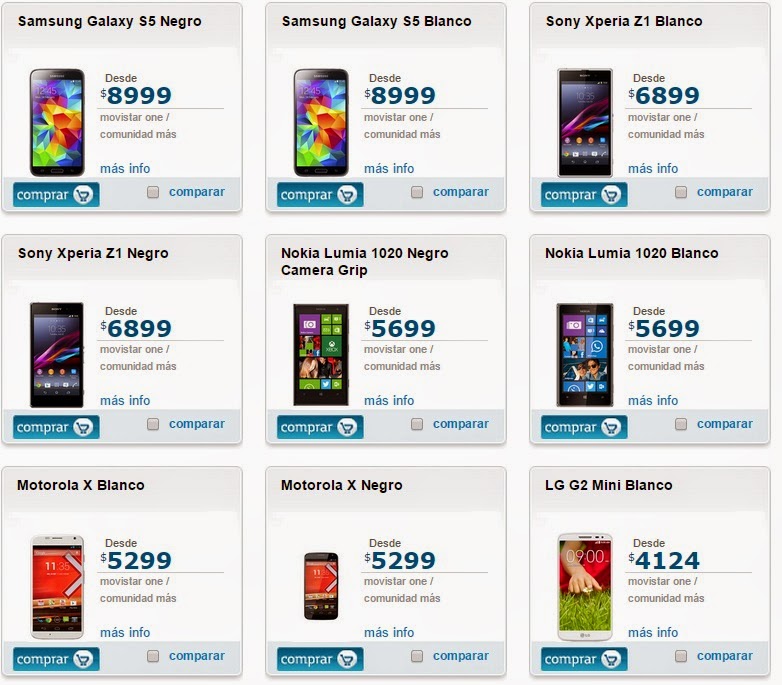 Samsung Galaxy S5 Negro
Desde
$8999
movistar one /
comunidad más
más info
comprar
comparar
Samsung Galaxy S5 Blanco
Desde
$8999
movistar one /
comunidad más
más info
comprar
comparar
Sony Xperia Z1 Blanco
Desde
$6899
movistar one /
comunidad más
más info
comprar
comparar
Sony Xperia Z1 Negro
Desde
$6899
movistar one /
comunidad más
más info
comprar
comparar
Nokia Lumia 1020 Negro
Camera Grip
Desde
$5699
movistar one /
comunidad más
más info
comprar
comparar
Nokia Lumia 1020 Blanco
Desde
$5699
movistar one /
comunidad más
más info
comprar
comparar
Motorola X Blanco
Desde
$5299
movistar one /
comunidad más
más info
comprar
comparar
Motorola X Negro
Desde
$5299
movistar one /
comunidad más
más info
comprar
comparar
LG G2 Mini Blanco
Desde
$4124
movistar one /
comunidad más
09:00
LG
más info
comprar
comparar